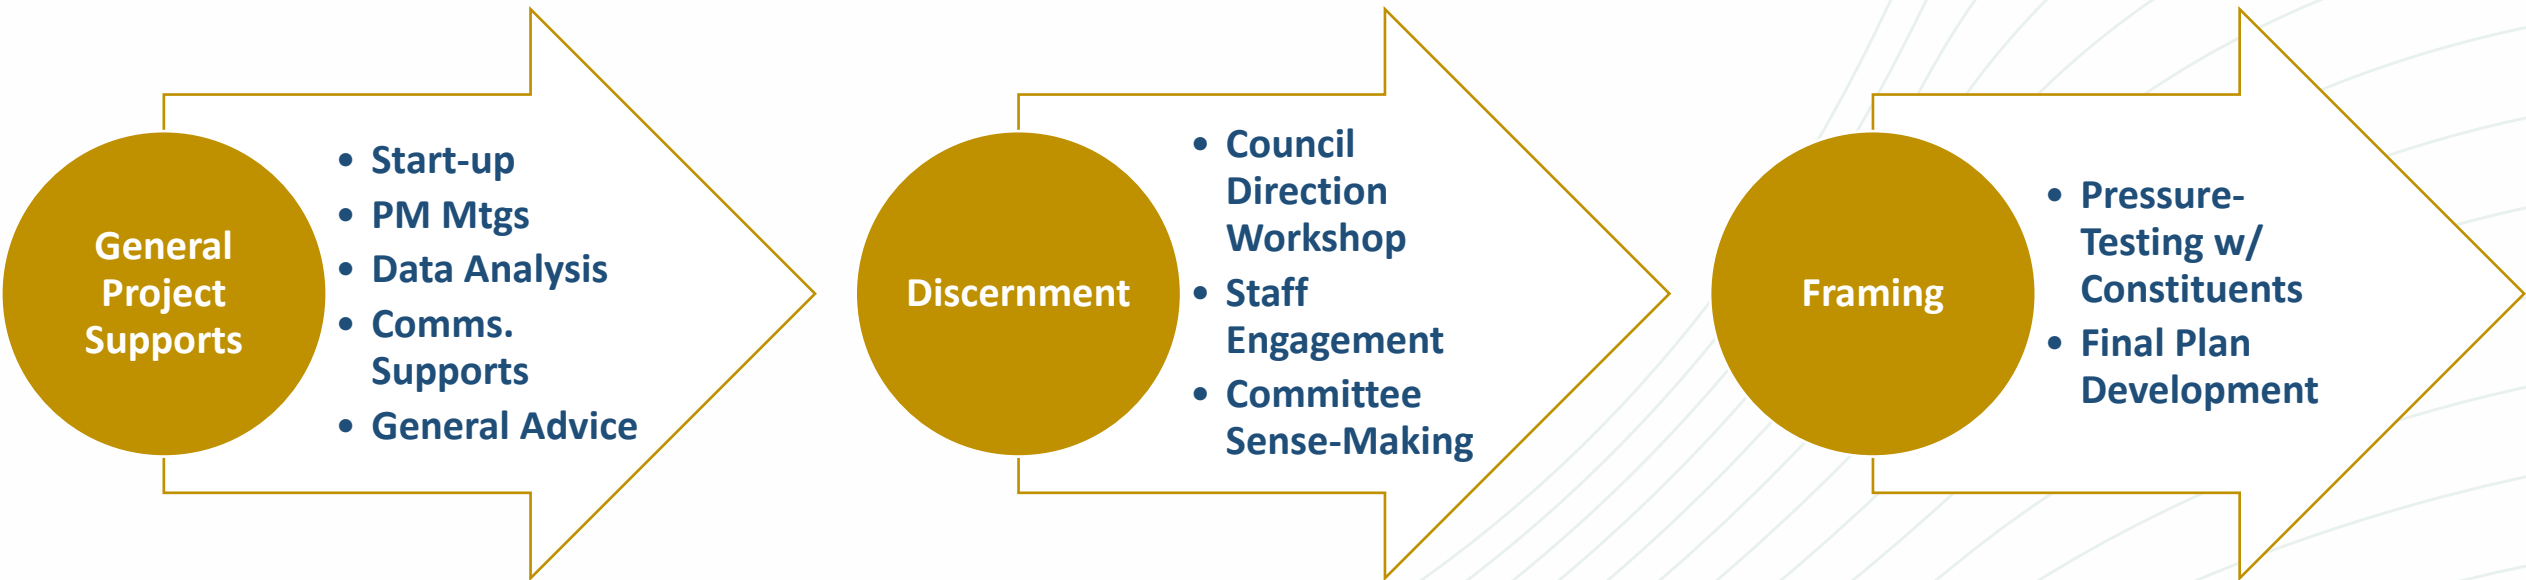 General
Project
Supports
• Start-up
• PM Mtgs
• Data Analysis
• Comms.
Supports
• General Advice
Discernment
• Council
Direction
Workshop
• Staff
Engagement
• Committee
Sense-Making
Framing
• Pressure-
Testing w/
Constituents
• Final Plan
Development